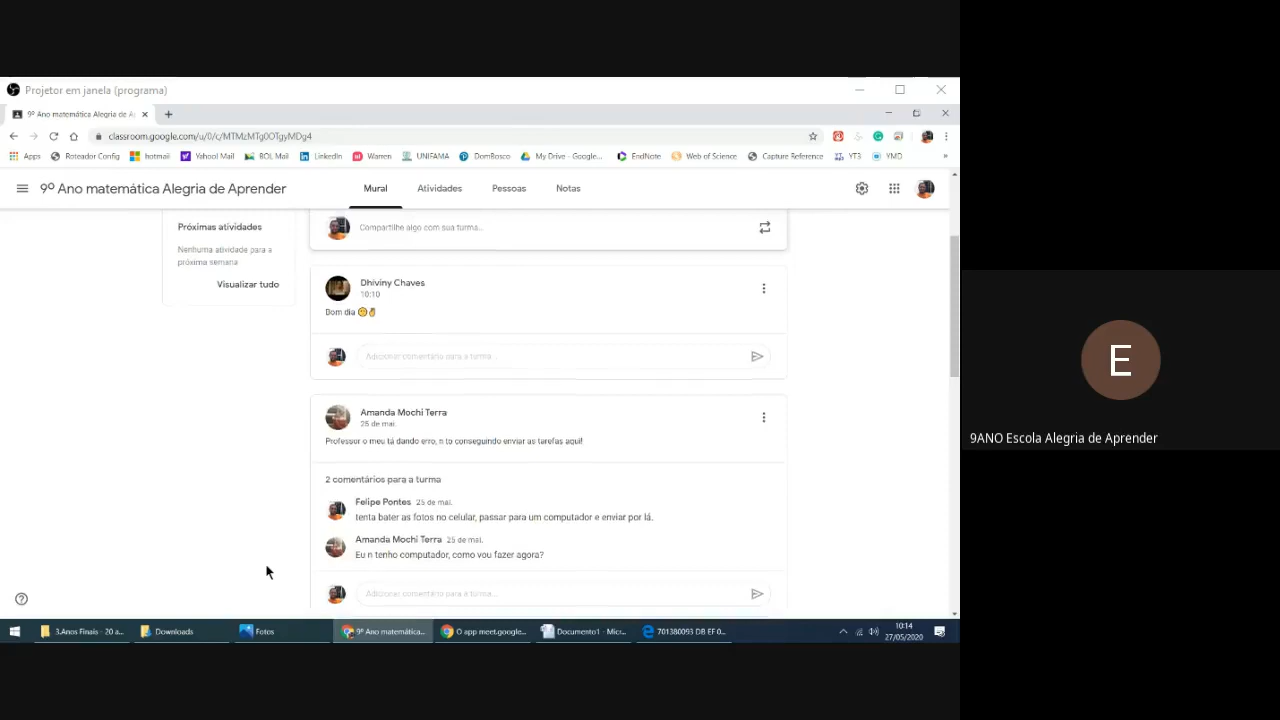 Projetor em janela (programa)
9º Ano matemática Alegria de A
classroom.google.com/u/0/c/MTMzMTg0OTgyMDg4
Apps
Roteador Config
hotmail
Yahoo Mail
BOL Mail
LinkedIn
Warren
UNIFAMA
DomBosco
My Drive - Google...
EndNote
Web of Science
Capture Reference
YT3
YMD
»
9º Ano matemática Alegria de Aprender
Mural
Atividades
Pessoas
Notas
Próximas atividades
Nenhuma atividade para a
próxima semana
Visualizar tudo
Compartilhe algo com sua turma...
Dhiviny Chaves
10:10
Bom dia
Adicionar comentário para a turma...
Amanda Mochi Terra
25 de mai.
Professor o meu tá dando erro, n to conseguindo enviar as tarefas aqui!
2 comentários para a turma
Felipe Pontes 25 de mai.
tenta bater as fotos no celular, passar para um computador e enviar por lá.
Amanda Mochi Terra 25 de mai.
Eu n tenho computador, como vou fazer agora?
Adicionar comentário para a turma...
3.Anos Finais - 20 a...
Downloads
Fotos
9º Ano matemática...
O app meet.google...
Documento1 - Micr...
701380093 DB EF 0...
10:14
27/05/2020
E
9ANO Escola Alegria de Aprender